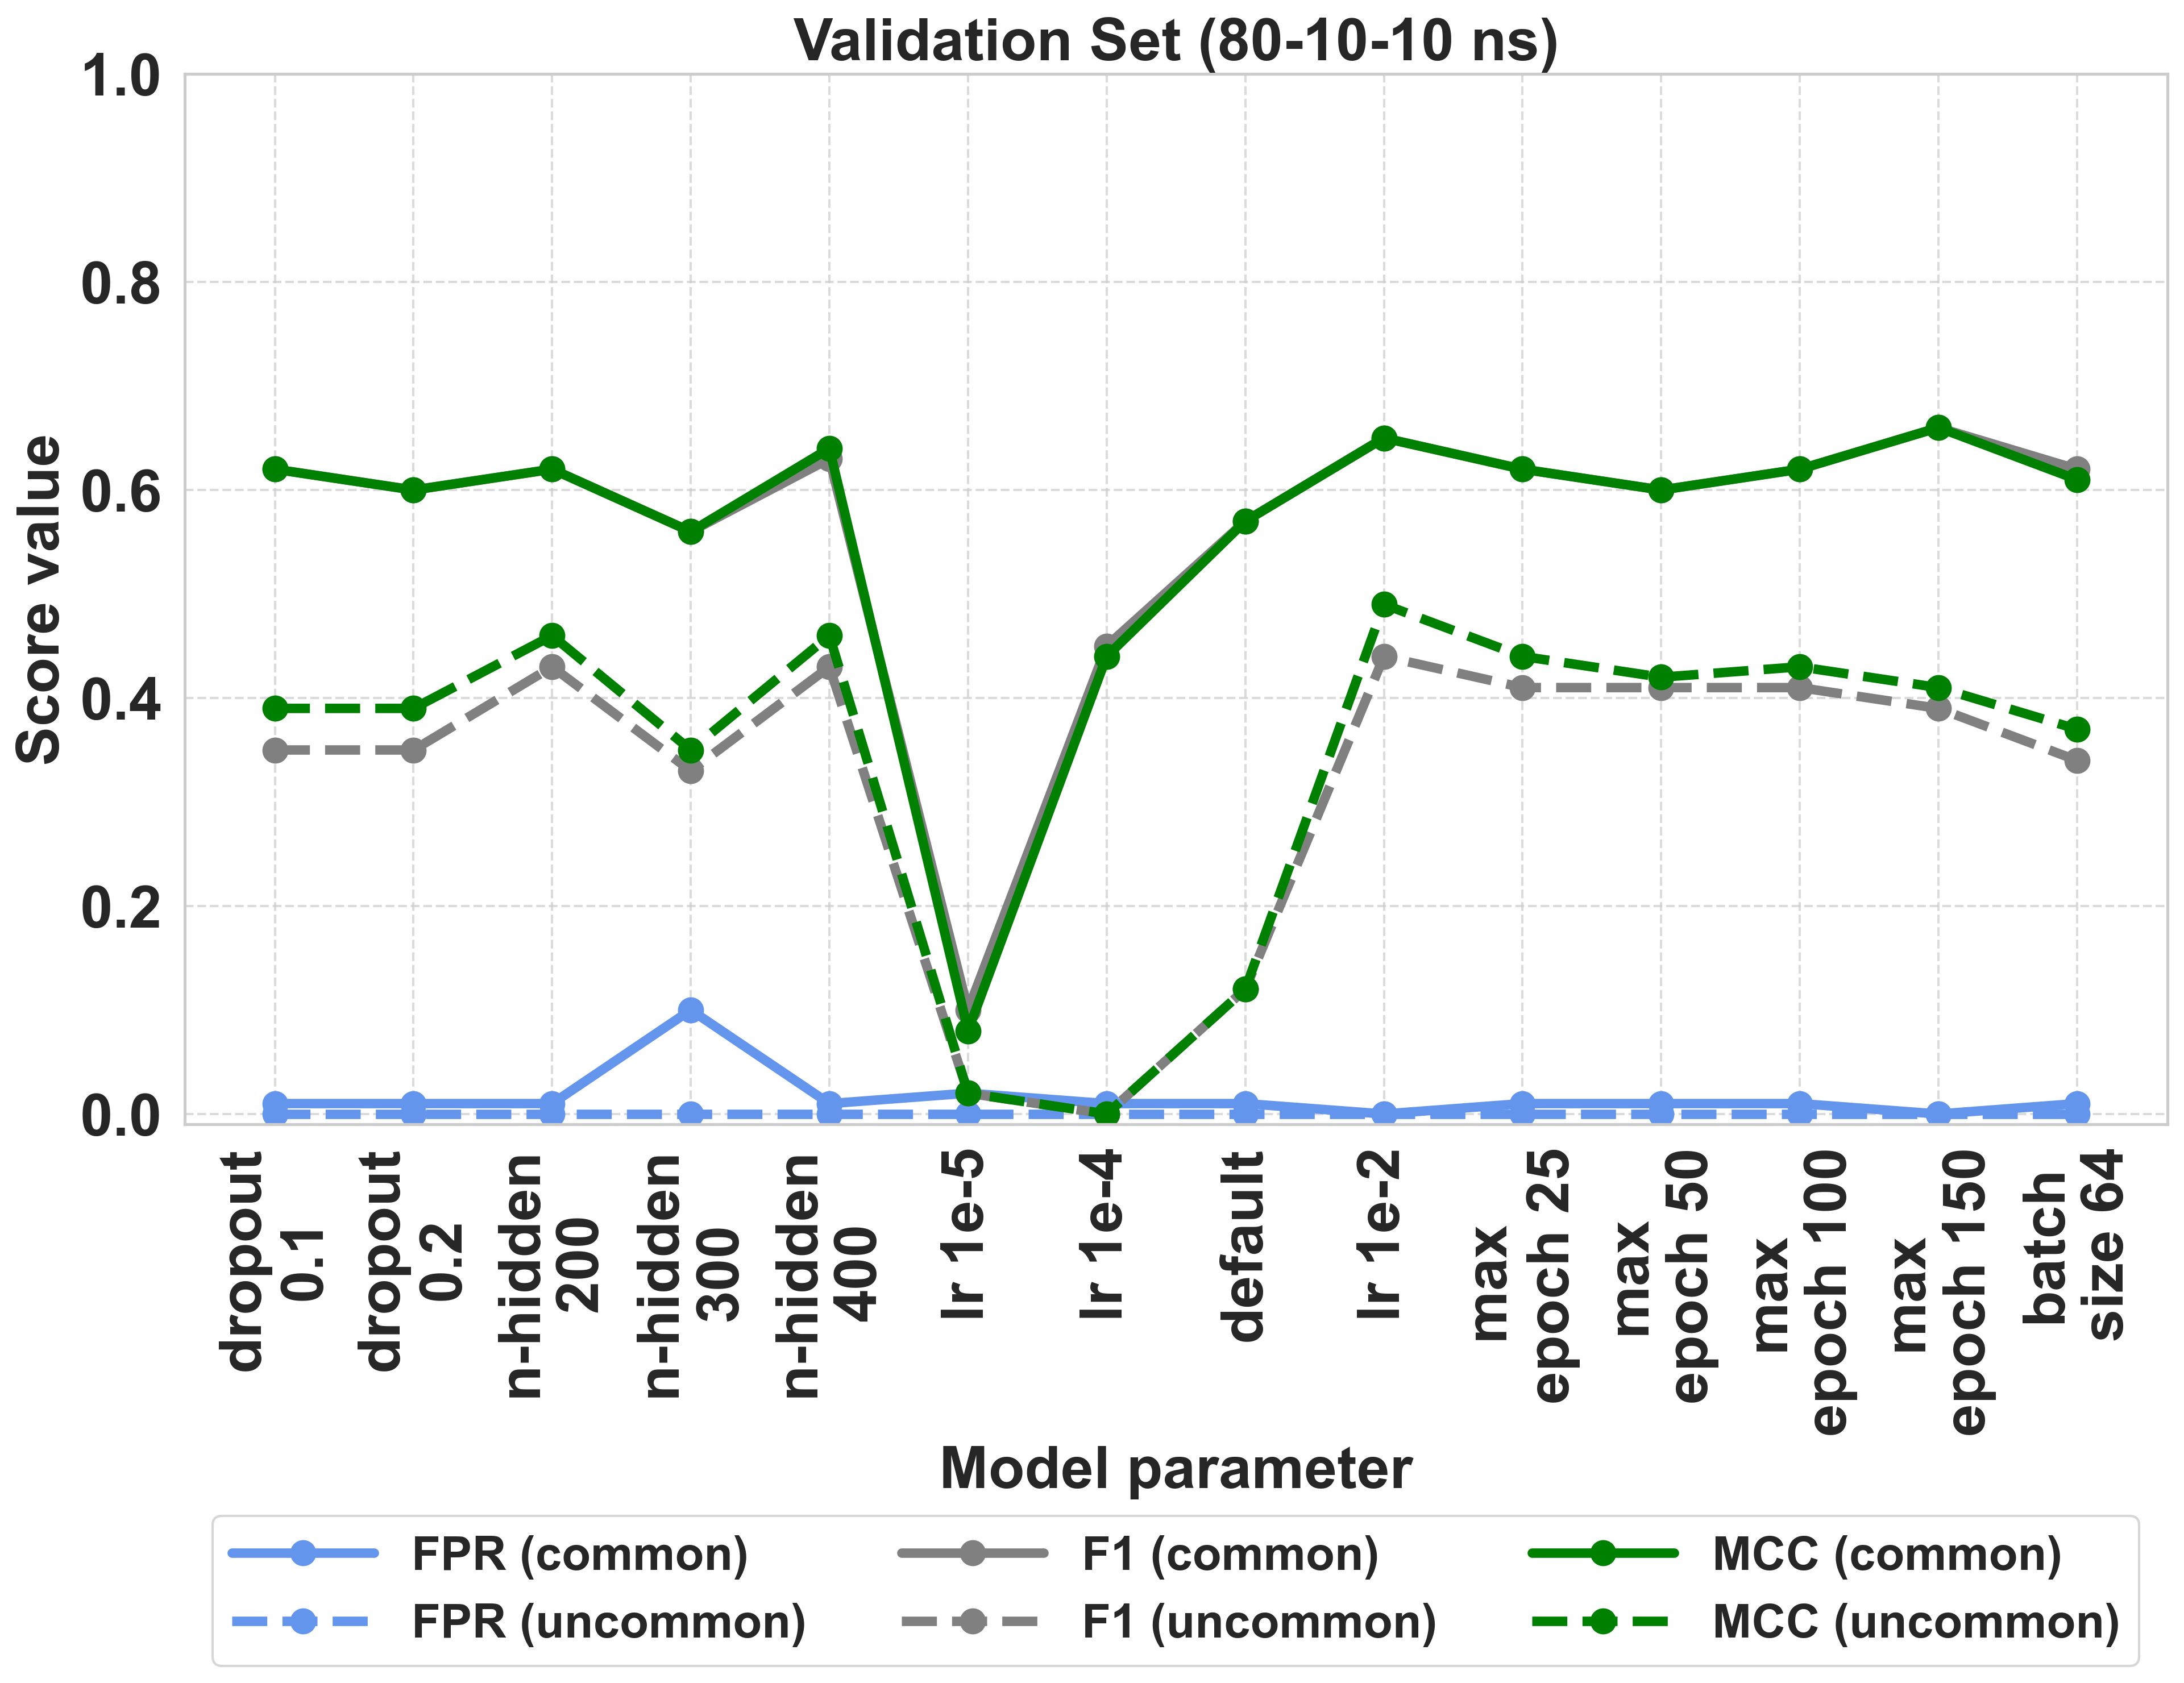 Validation Set (80-10-10 ns)
1.0
0.8
0.6
0.4
0.2
0.0
Score value
dropout
0.1
dropout
0.2
n-hidden
200
n-hidden
300
n-hidden
400
lr 1e-5
lr 1e-4
default
lr 1e-2
max
epoch 25
max
epoch 50
max
epoch 100
max
epoch 150
batch
size 64
Model parameter
FPR (common)
F1 (common)
MCC (common)
FPR (uncommon)
F1 (uncommon)
MCC (uncommon)